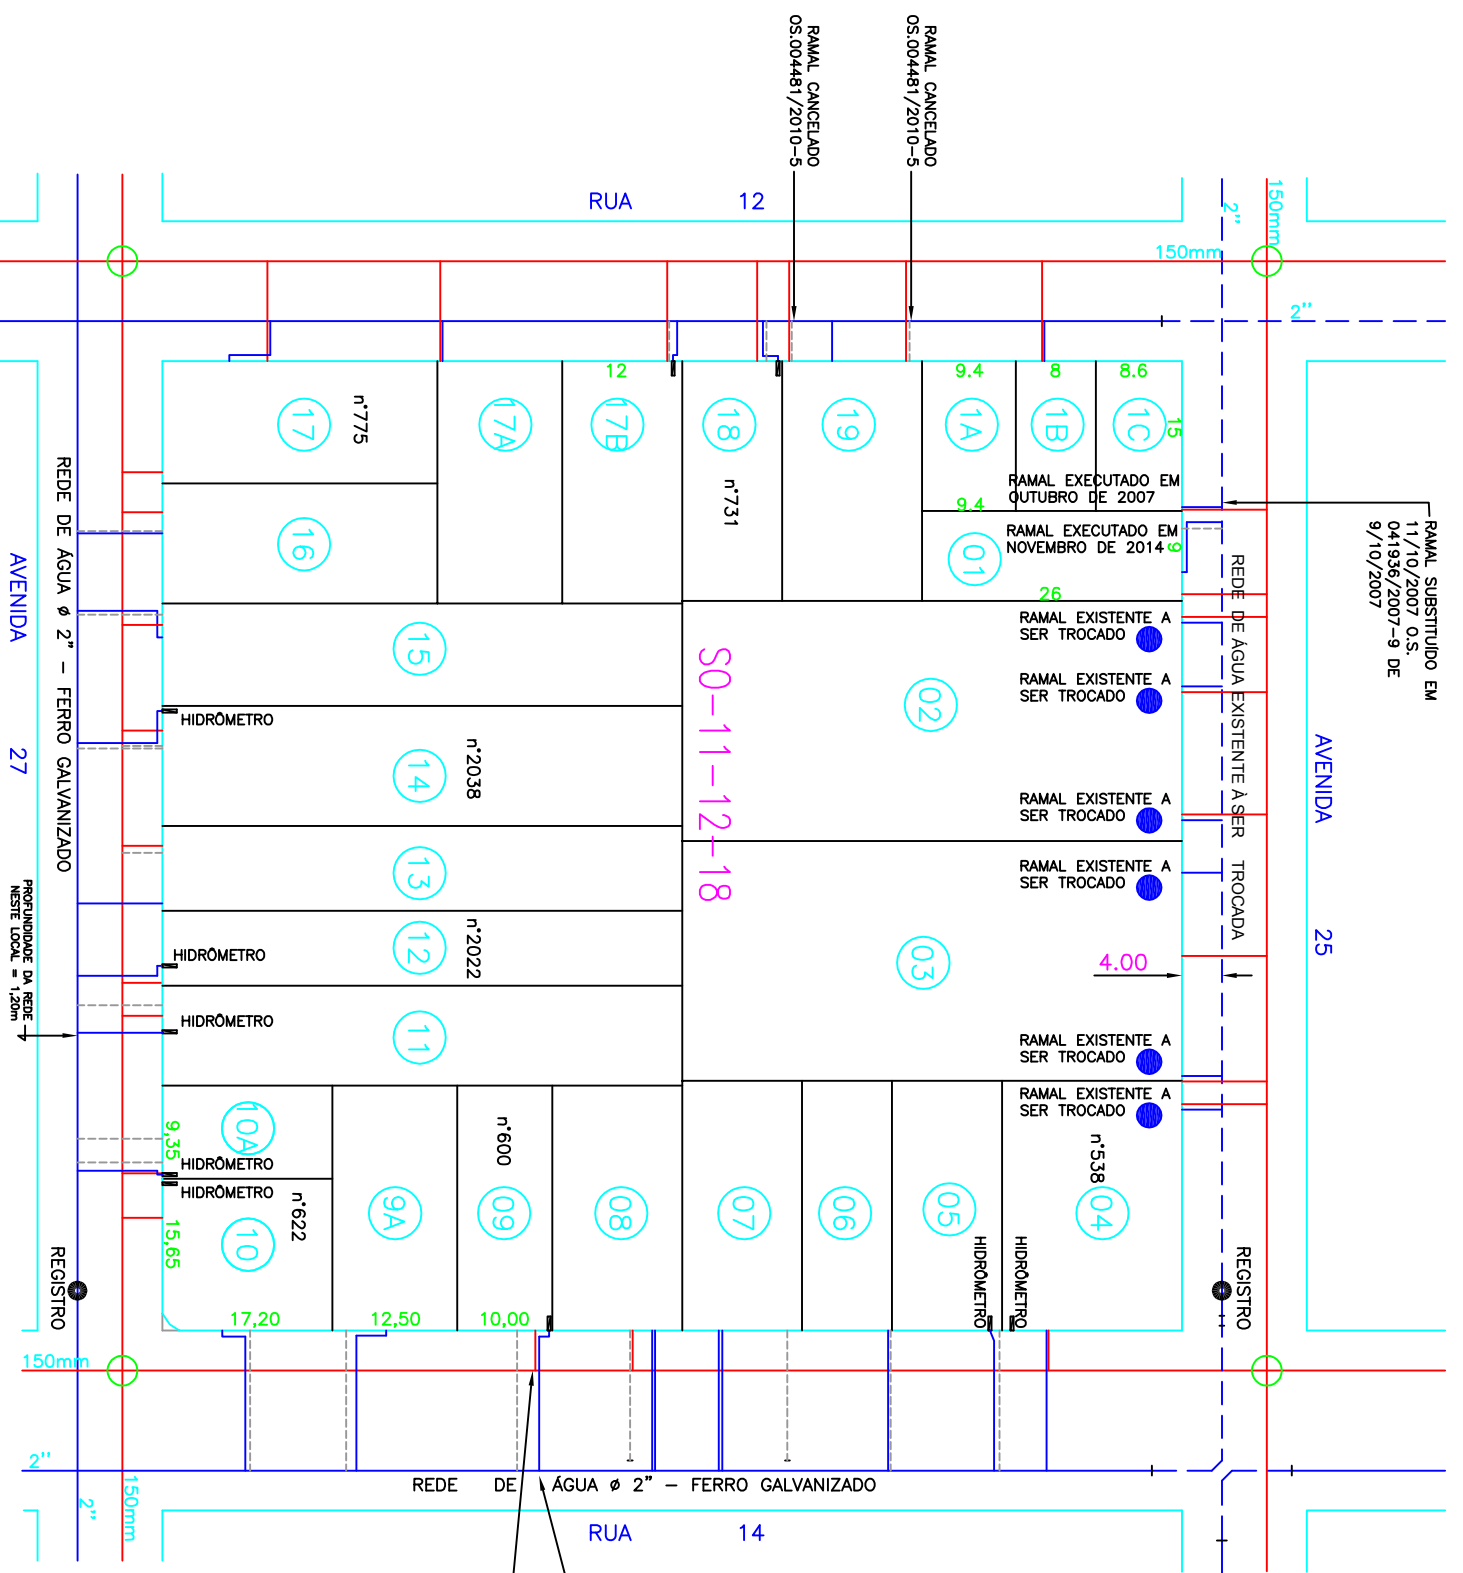 RAMAL CANCELADO
OS.004481/2010-5
RAMAL CANCELADO
OS.004481/2010-5
RUA 12
2''
150mm
150mm
2''
RAMAL SUBSTITUÍDO EM
11/10/2007 O.S.
041936/2007-9 DE
9/10/2007
17
n°775
17A
12
17B
18
n°731
19
9.4
1A
9.4
8
1B
8.6
1C
15
RAMAL EXECUTADO EM
OUTUBRO DE 2007
RAMAL EXECUTADO EM
NOVEMBRO DE 2014
9
01
26
16
15
RAMAL EXISTENTE A
SER TROCADO
RAMAL EXISTENTE A
SER TROCADO
02
RAMAL EXISTENTE A
SER TROCADO
RAMAL EXISTENTE A
SER TROCADO
SO-11-12-18
REDE DE ÁGUA EXISTENTE À SER TROCADA
AVENIDA 25
HIDRÔMETRO
14
n°2038
13
12
n°2022
HIDRÔMETRO
03
4.00
HIDRÔMETRO
11
RAMAL EXISTENTE A
SER TROCADO
RAMAL EXISTENTE A
SER TROCADO
REDE DE ÁGUA ø 2" - FERRO GALVANIZADO
AVENIDA 27
PROFUNDIDADE DA REDE
NESTE LOCAL = 1,20m
9,35
10A
HIDRÔMETRO
HIDRÔMETRO
15,65
n°622
10
17,20
9A
12,50
n°600
09
10,00
08
07
06
05
n°538
04
HIDRÔMETRO
HIDRÔMETRO
REGISTRO
REGISTRO
150mm
2''
2''
150mm
REDE DE ÁGUA ø 2" - FERRO GALVANIZADO
RUA 14